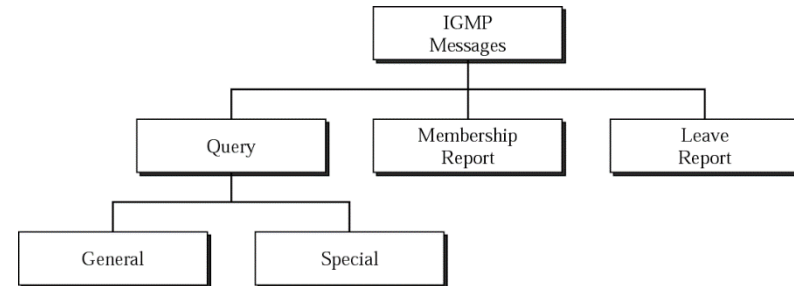 IGMP
Messages
Query
Membership
Report
Leave
Report
General
Special